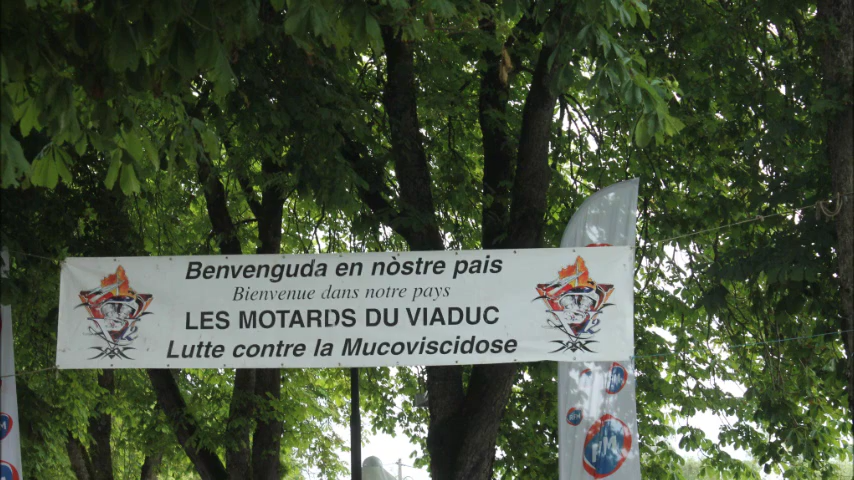 Benvenguda en nòstre pais
Bienvenue dans notre pays
LES MOTARDS DU VIADUC
Lutte contre la Mucoviscidose